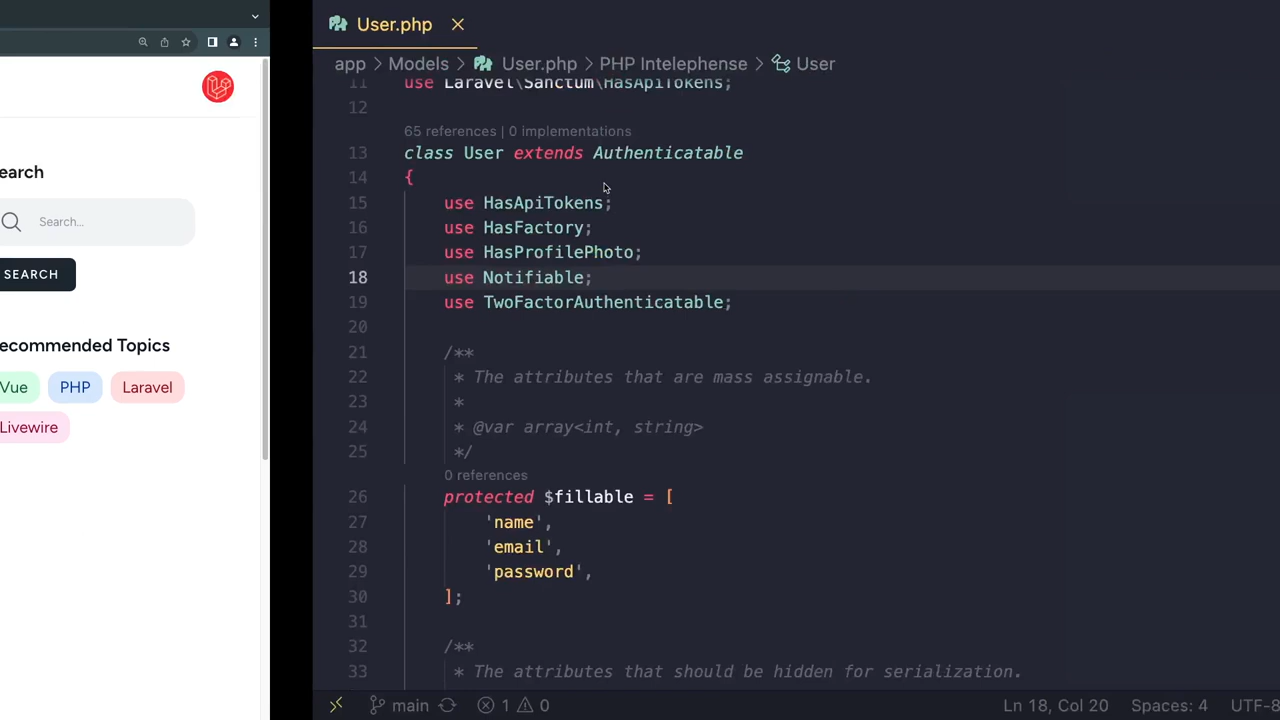 earch
Search...
SEARCH
ecommended Topics
Vue PHP Laravel
Livewire
User.php
app > Models > User.php > PHP Intelephense > User
11 use Laravel\Sanctum\HasApiTokens;
12
65 references | 0 implementations
13 class User extends Authenticatable
14 {
15 use HasApiTokens;
16 use HasFactory;
17 use HasProfilePhoto;
18 use Notifiable;
19 use TwoFactorAuthenticatable;
20
21 /**
22 * The attributes that are mass assignable.
23 *
24 * @var array<int, string>
25 */
0 references
26 protected $fillable = [
27 'name',
28 'email',
29 'password',
30 ];
31
32 /**
33 * The attributes that should be hidden for serialization.
main 1 0 Ln 18, Col 20 Spaces: 4 UTF-8